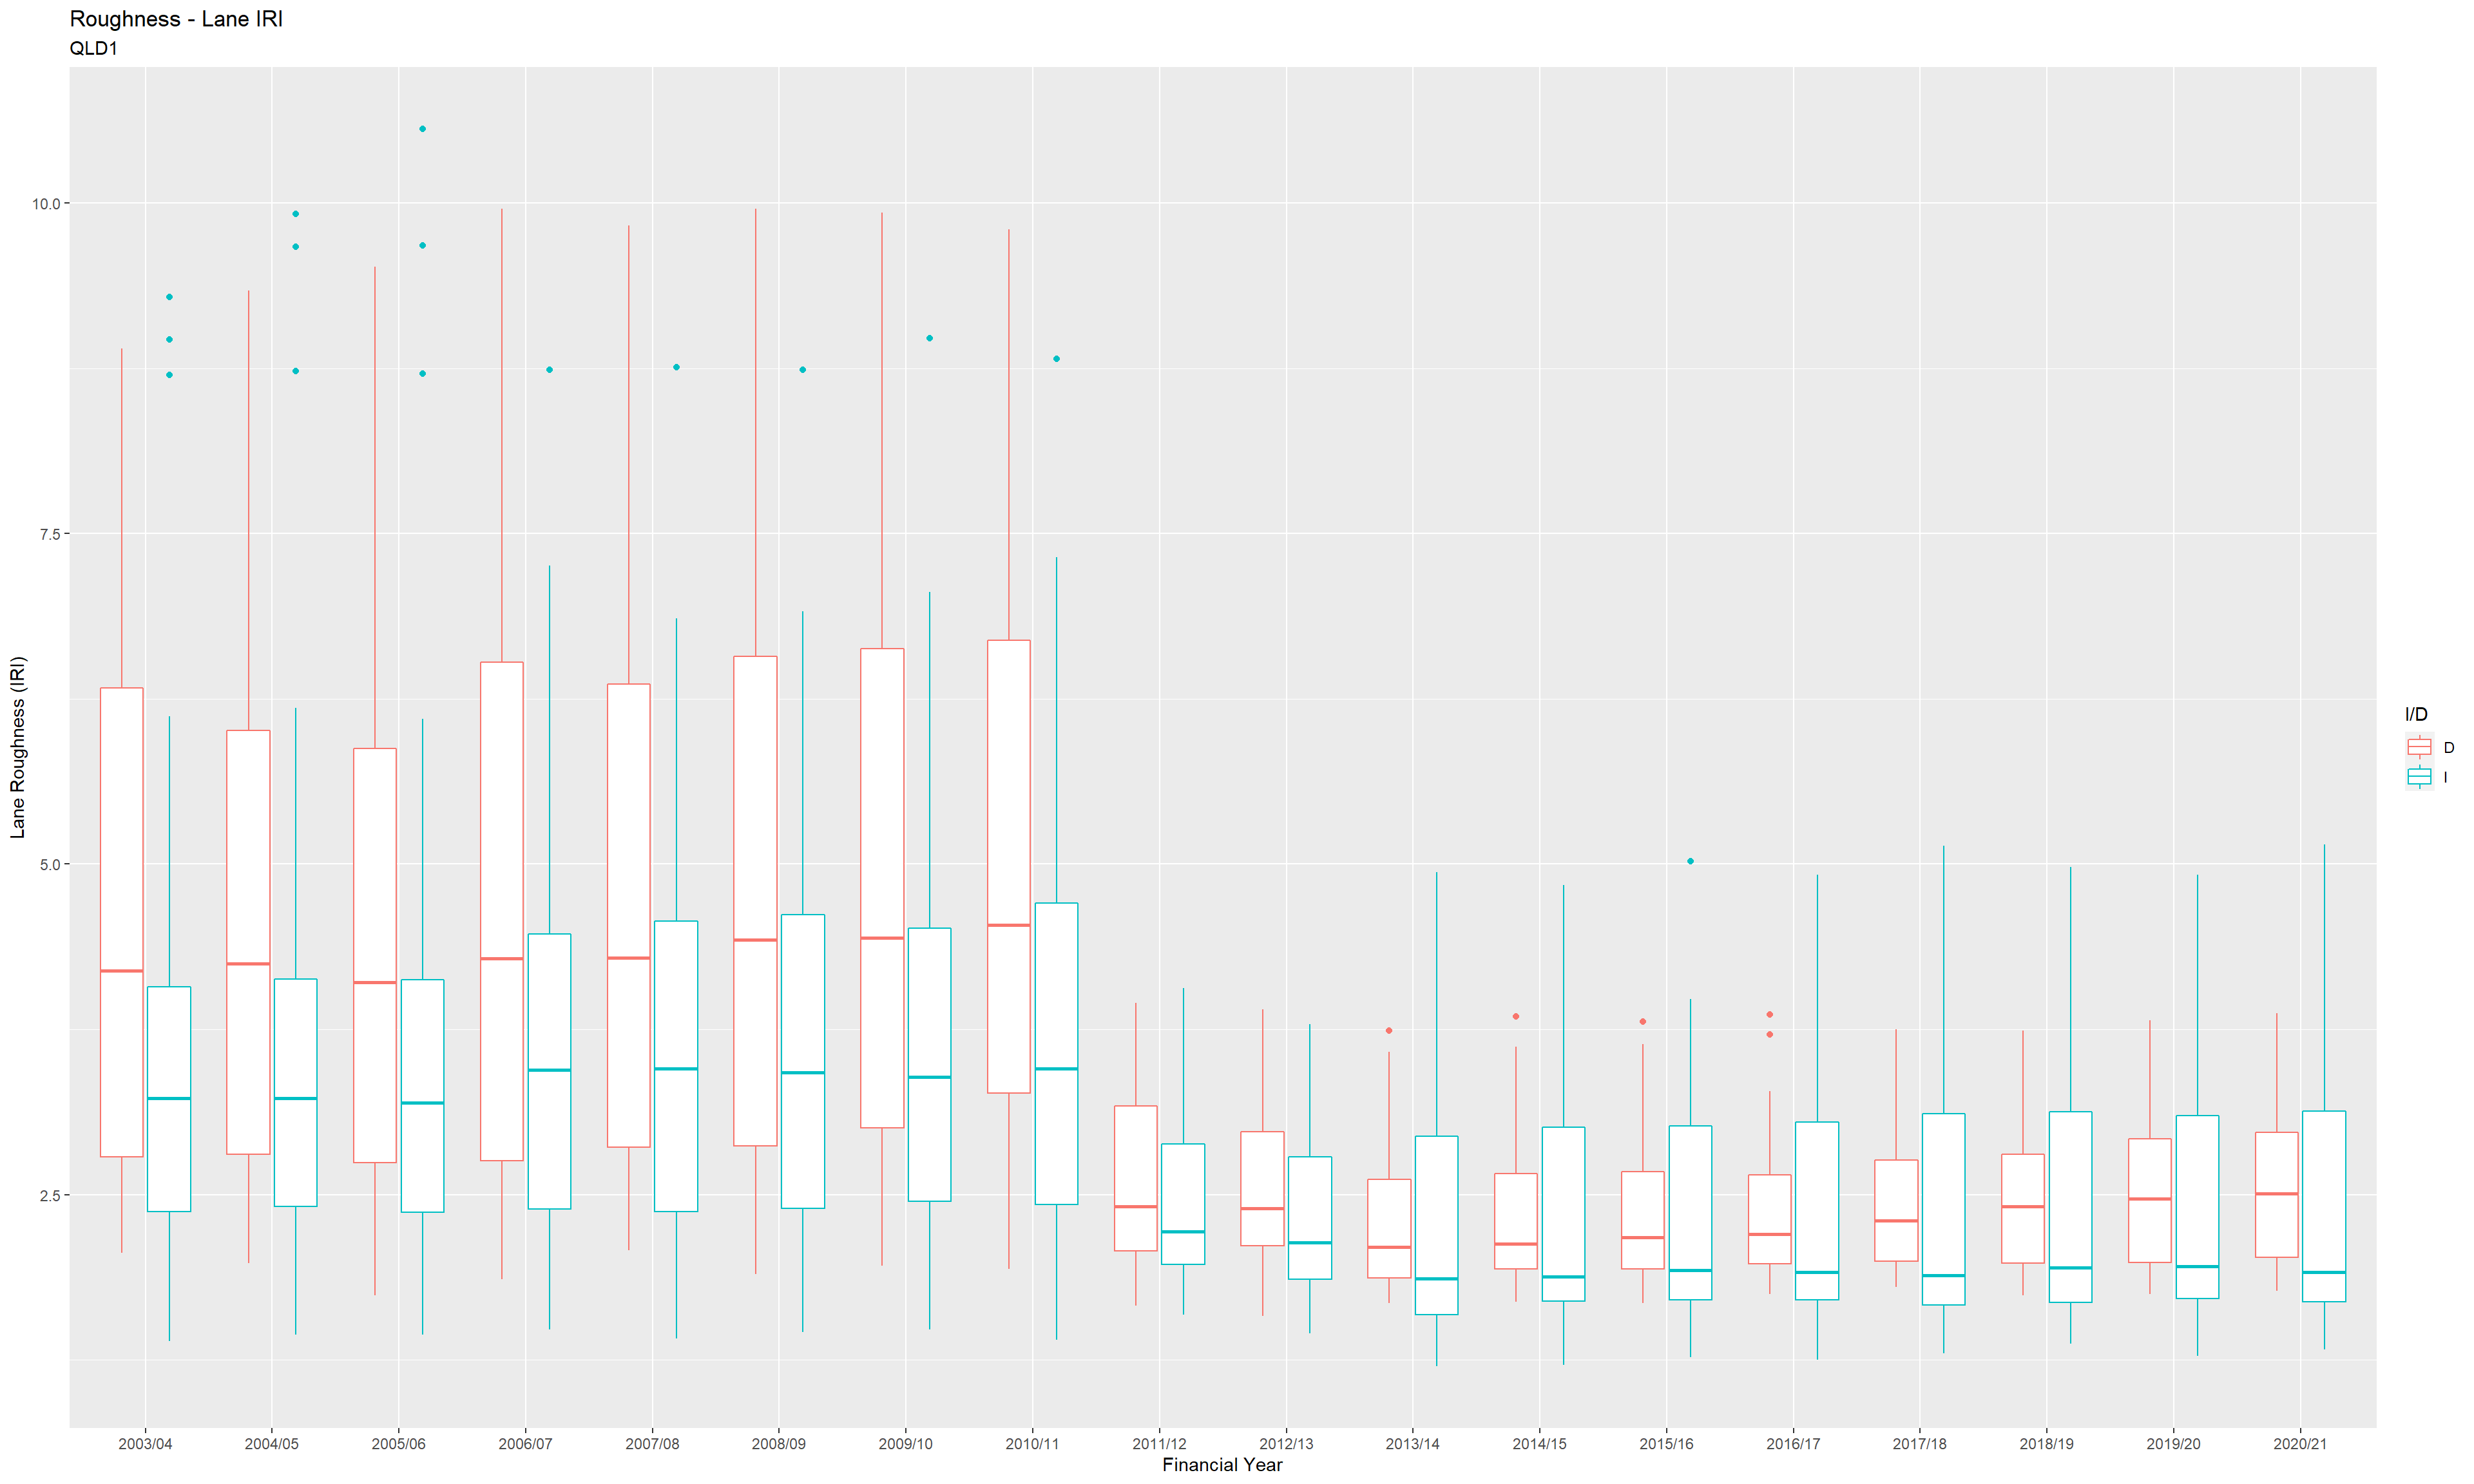 Roughness - Lane IRI
QLD1
Lane Roughness (IRI)
10.0
7.5
5.0
2.5
2003/04 2004/05 2005/06 2006/07 2007/08 2008/09 2009/10 2010/11 2011/12 2012/13 2013/14 2014/15 2015/16 2016/17 2017/18 2018/19 2019/20 2020/21
Financial Year
I/D
D
I